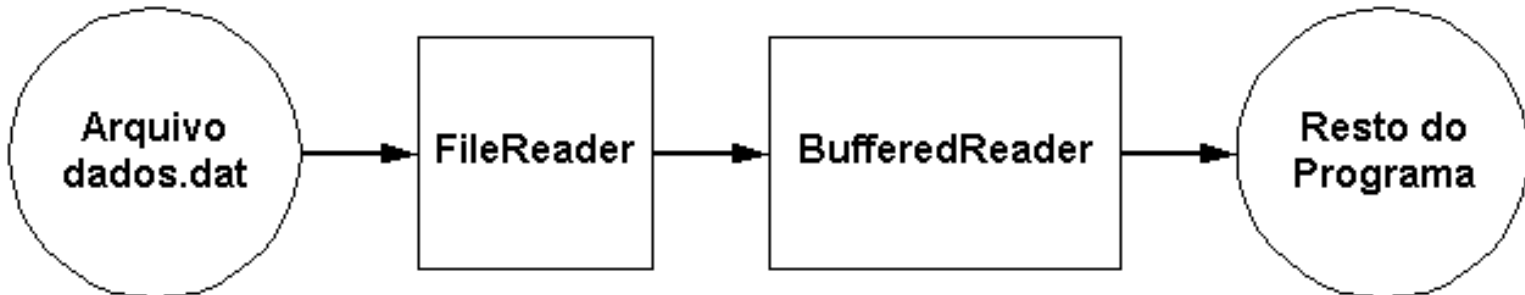 Arquivo
dados.dat
FileReader
BufferedReader
Resto do
Programa